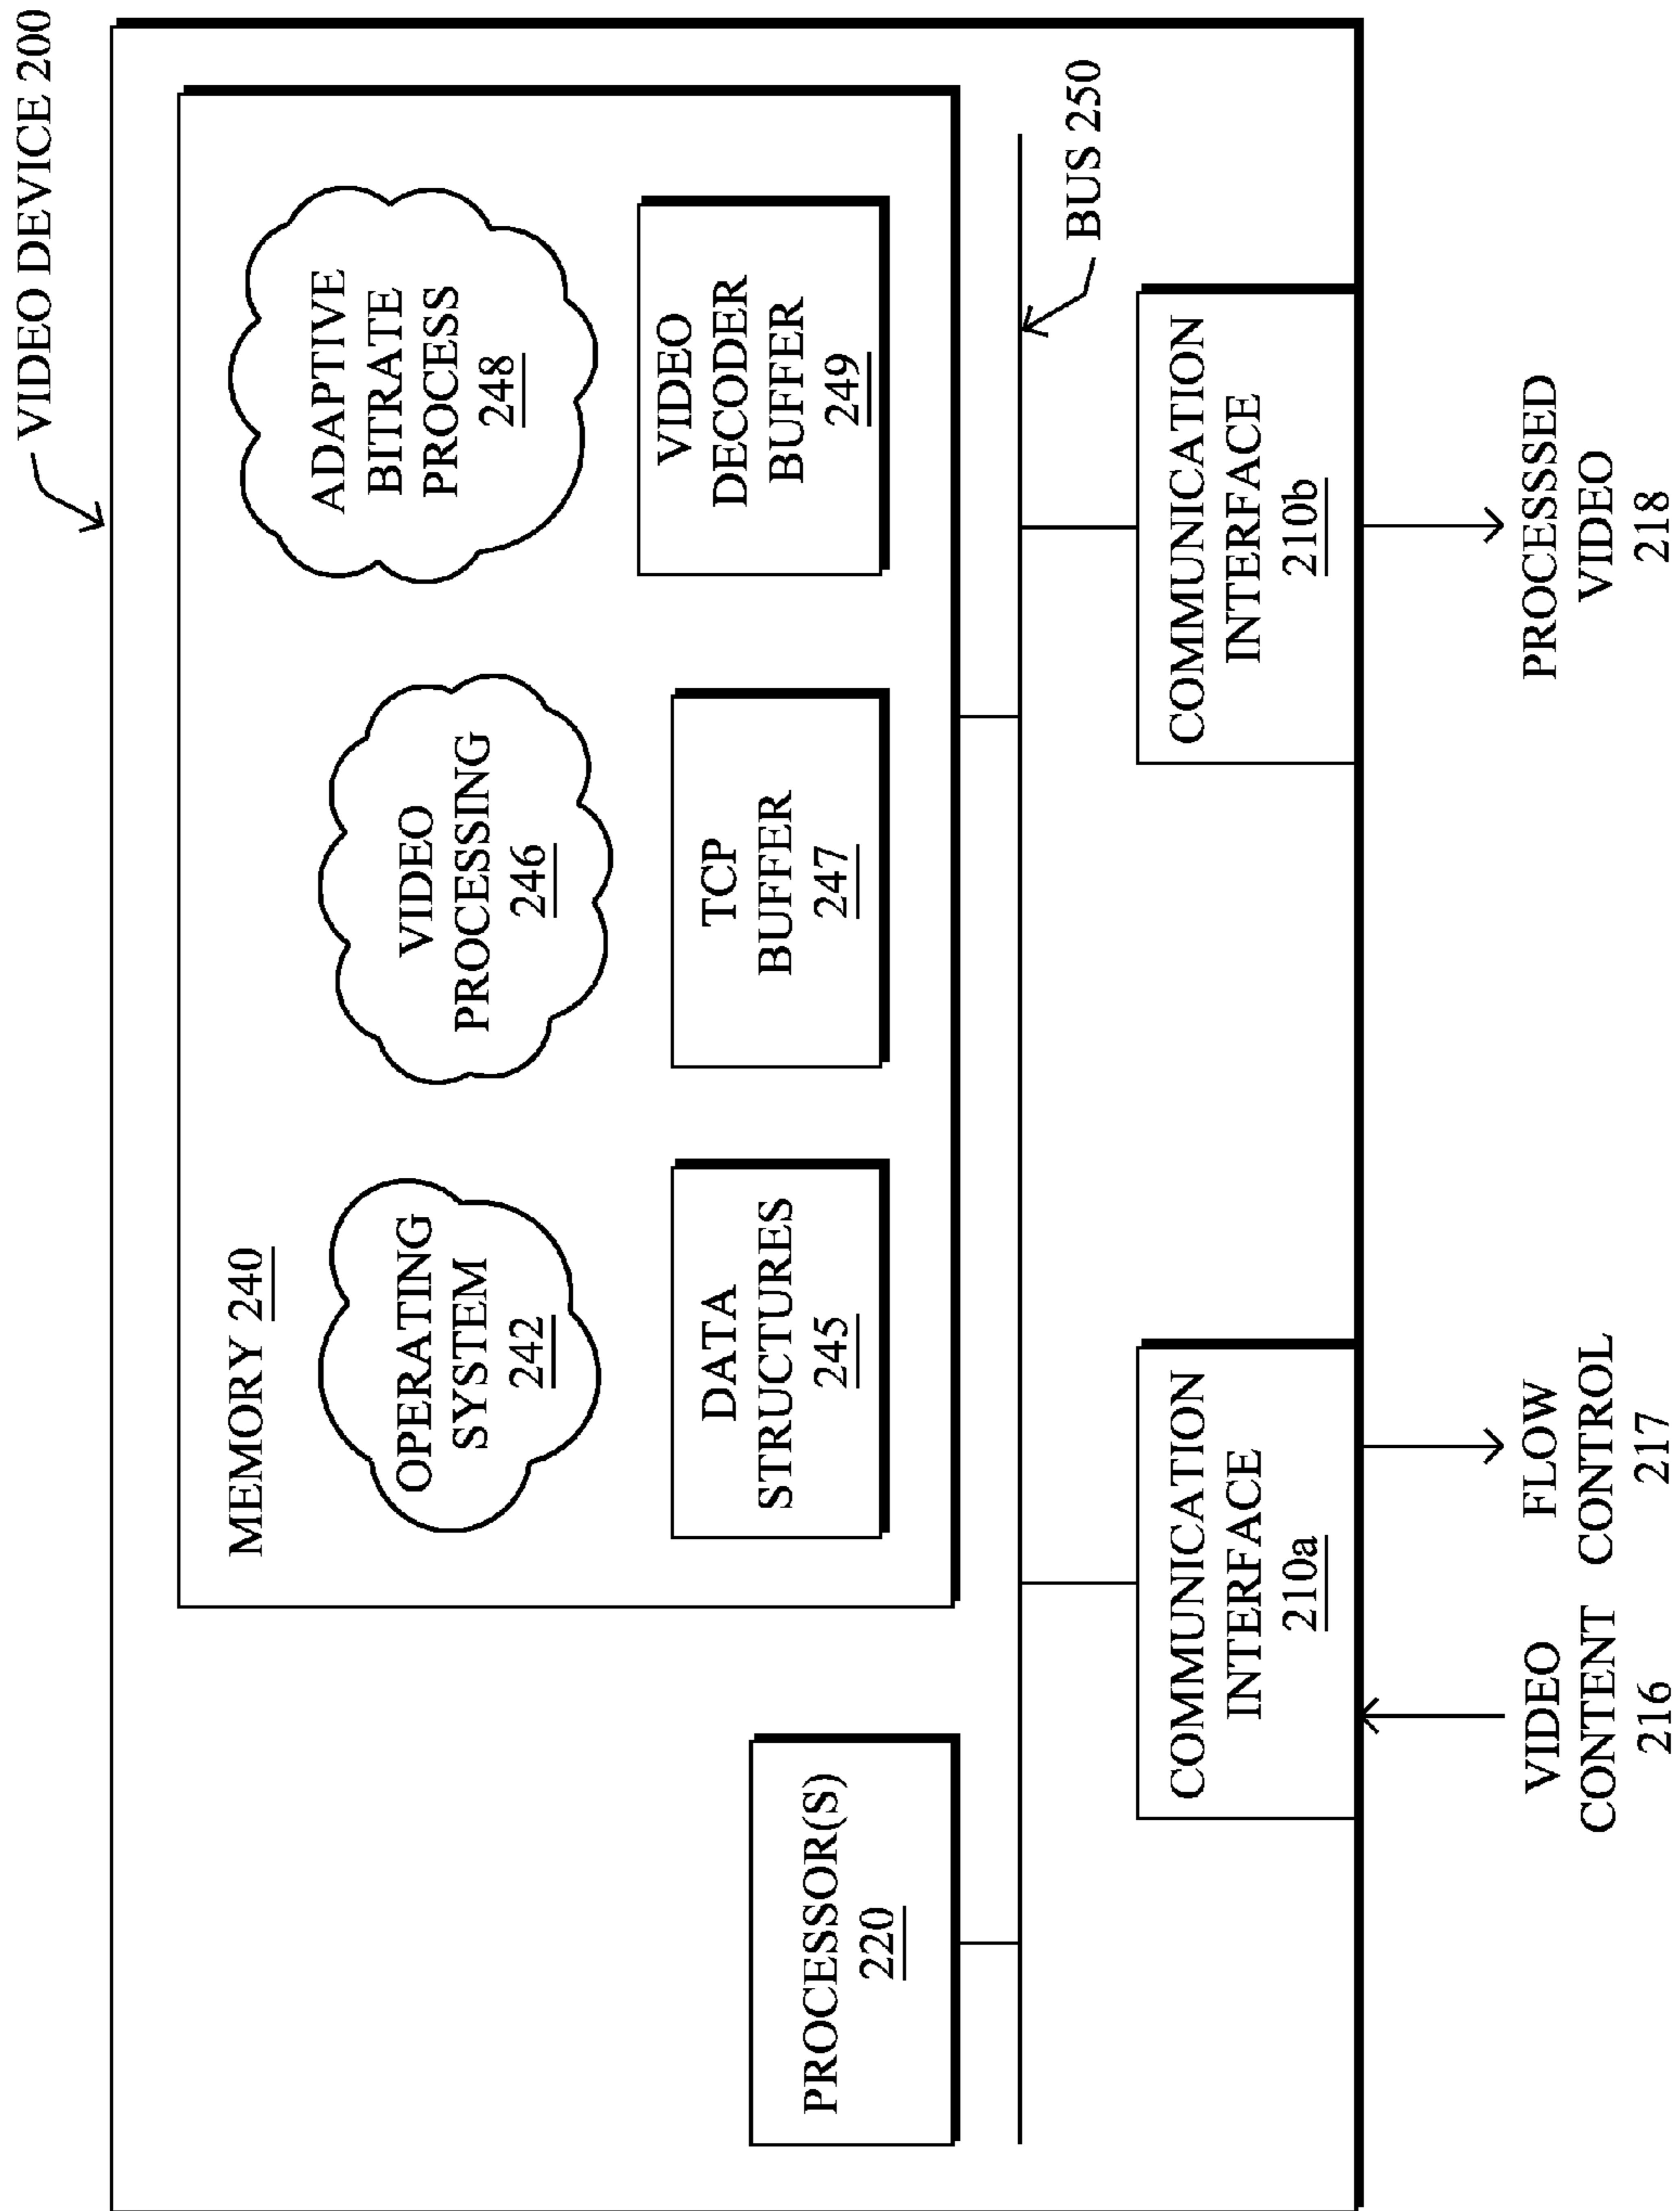 VIDEO DEVICE 200
MEMORY 240
OPERATING
SYSTEM
242
VIDEO
PROCESSING
246
ADAPTIVE
BITRATE
PROCESS
248
DATA
STRUCTURES
245
TCP
BUFFER
247
VIDEO
DECODER
BUFFER
249
PROCESSOR(S)
220
BUS 250
COMMUNICATION
INTERFACE
210a
COMMUNICATION
INTERFACE
210b
VIDEO
CONTENT
216
FLOW
CONTROL
217
PROCESSSED
VIDEO
218